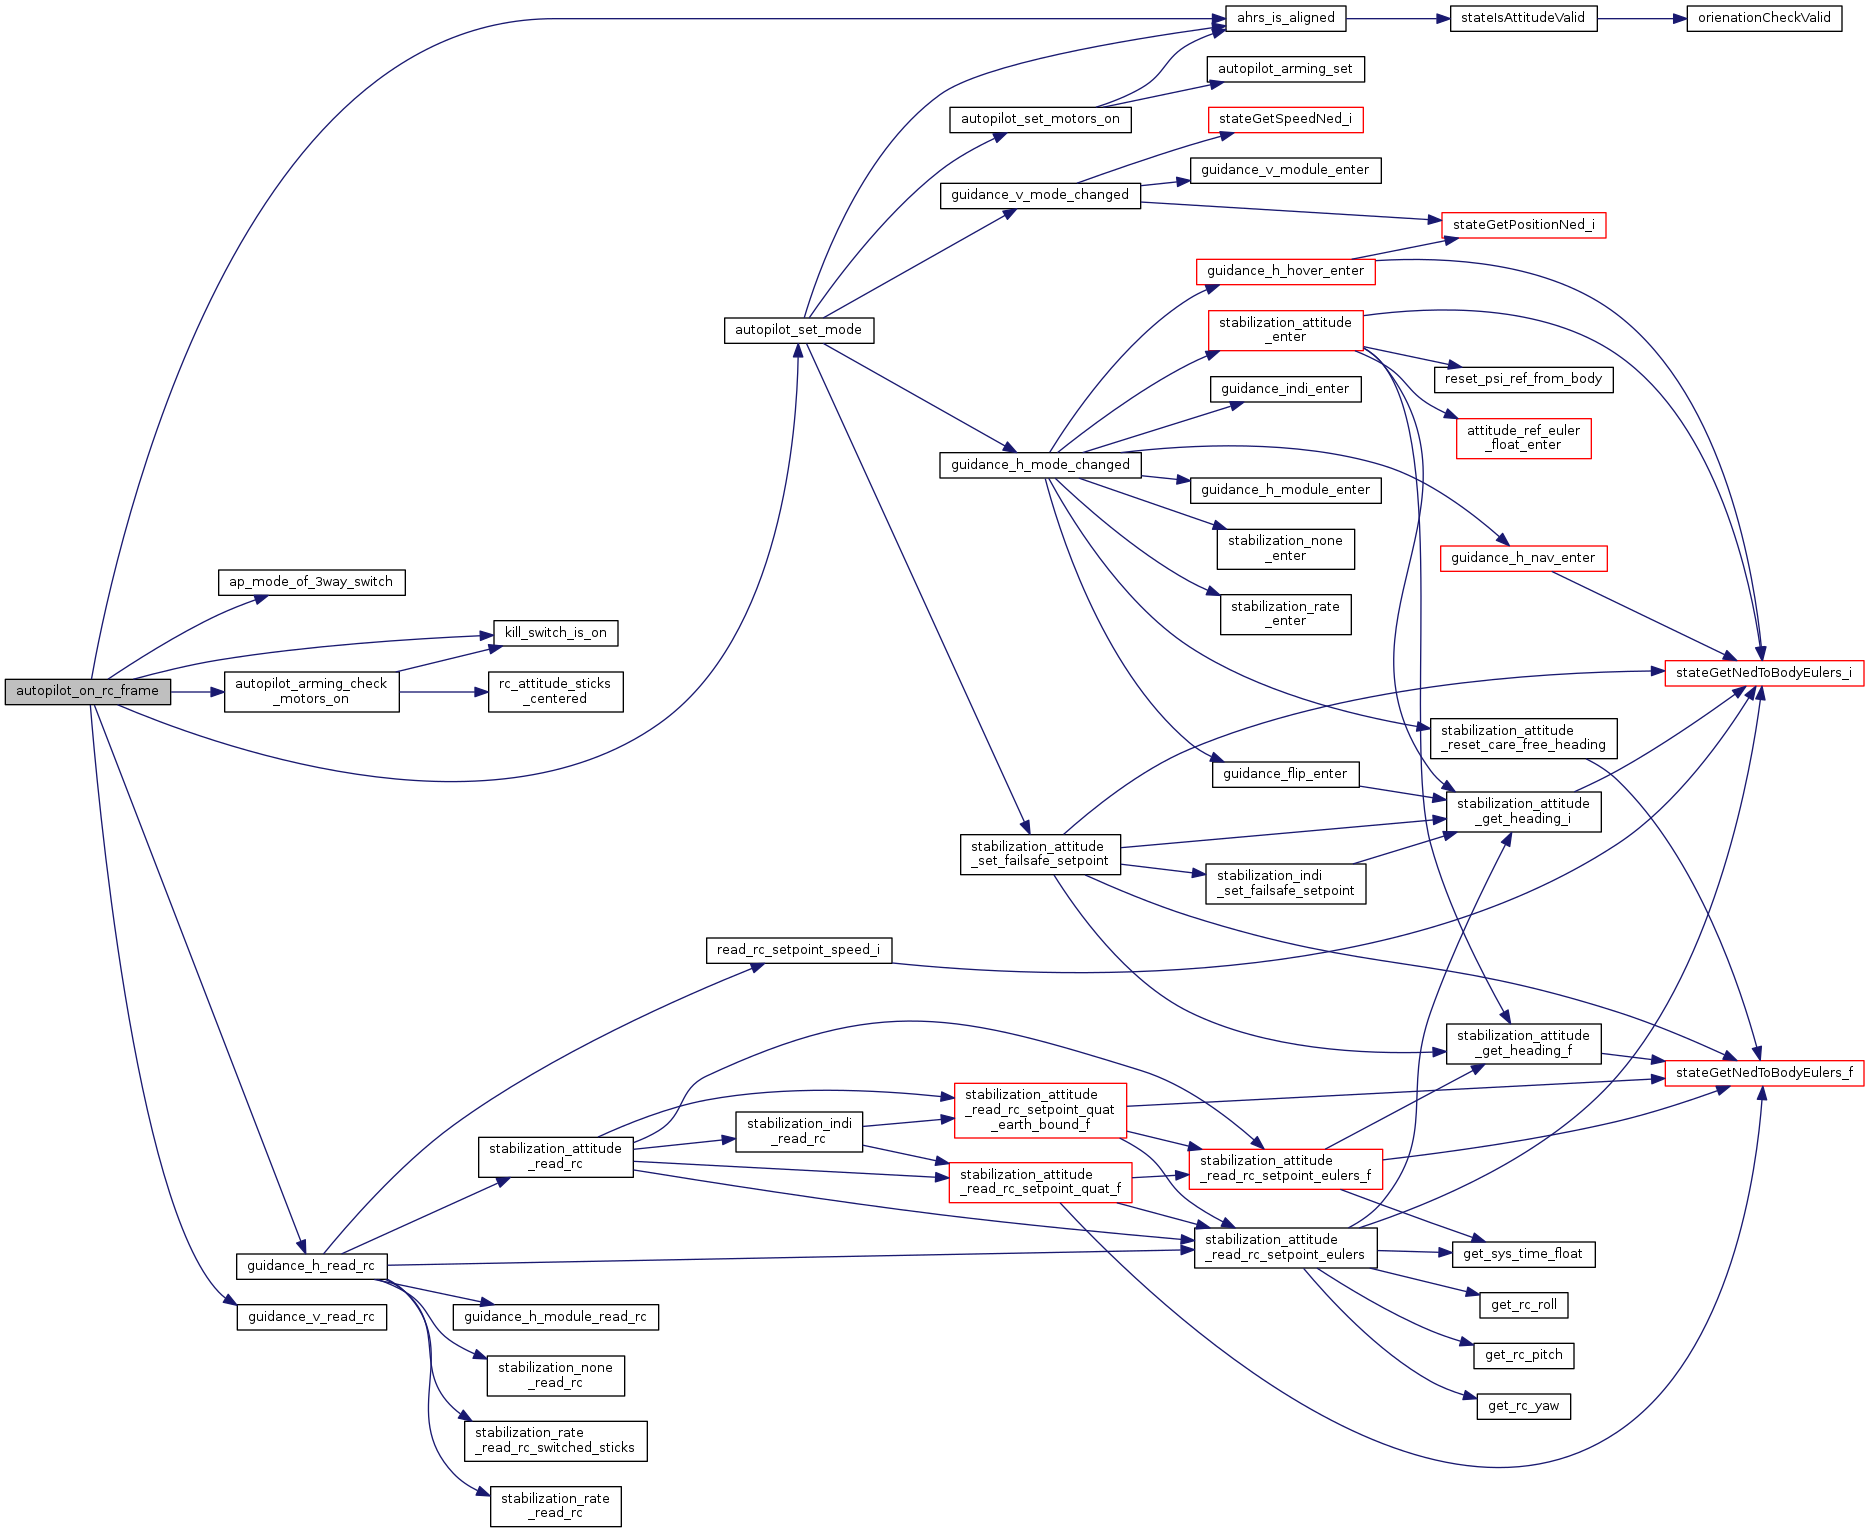 ahrs_is_aligned
stateIsAttitudeValid
orienationCheckValid
autopilot_arming_set
autopilot_set_motors_on
stateGetSpeedNed_i
guidance_v_module_enter
guidance_v_mode_changed
stateGetPositionNed_i
guidance_h_hover_enter
autopilot_set_mode
stabilization_attitude
_enter
reset_psi_ref_from_body
guidance_indi_enter
attitude_ref_euler
_float_enter
guidance_h_mode_changed
guidance_h_module_enter
stabilization_none
_enter
guidance_h_nav_enter
ap_mode_of_3way_switch
stabilization_rate
_enter
kill_switch_is_on
stateGetNedToBodyEulers_i
autopilot_on_rc_frame
autopilot_arming_check
_motors_on
rc_attitude_sticks
_centered
stabilization_attitude
_reset_care_free_heading
guidance_flip_enter
stabilization_attitude
_get_heading_i
stabilization_attitude
_set_failsafe_setpoint
stabilization_indi
_set_failsafe_setpoint
read_rc_setpoint_speed_i
stabilization_attitude
_get_heading_f
stateGetNedToBodyEulers_f
stabilization_attitude
_read_rc_setpoint_quat
_earth_bound_f
stabilization_indi
_read_rc
stabilization_attitude
_read_rc
stabilization_attitude
_read_rc_setpoint_eulers_f
stabilization_attitude
_read_rc_setpoint_quat_f
stabilization_attitude
_read_rc_setpoint_eulers
get_sys_time_float
guidance_h_read_rc
get_rc_roll
guidance_v_read_rc
guidance_h_module_read_rc
get_rc_pitch
stabilization_none
_read_rc
get_rc_yaw
stabilization_rate
_read_rc_switched_sticks
stabilization_rate
_read_rc